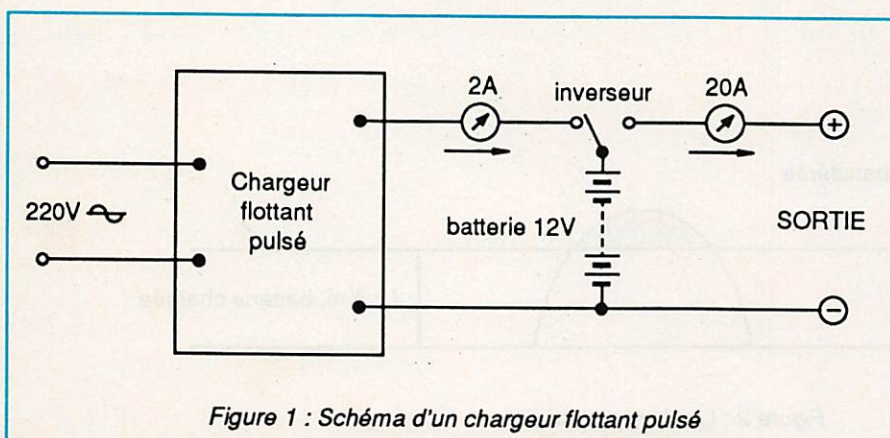 2A
inverseur
20A
+
220V
Chargeur
flottant
pulsé
batterie 12V
SORTIE
−
Figure 1 : Schéma d'un chargeur flottant pulsé